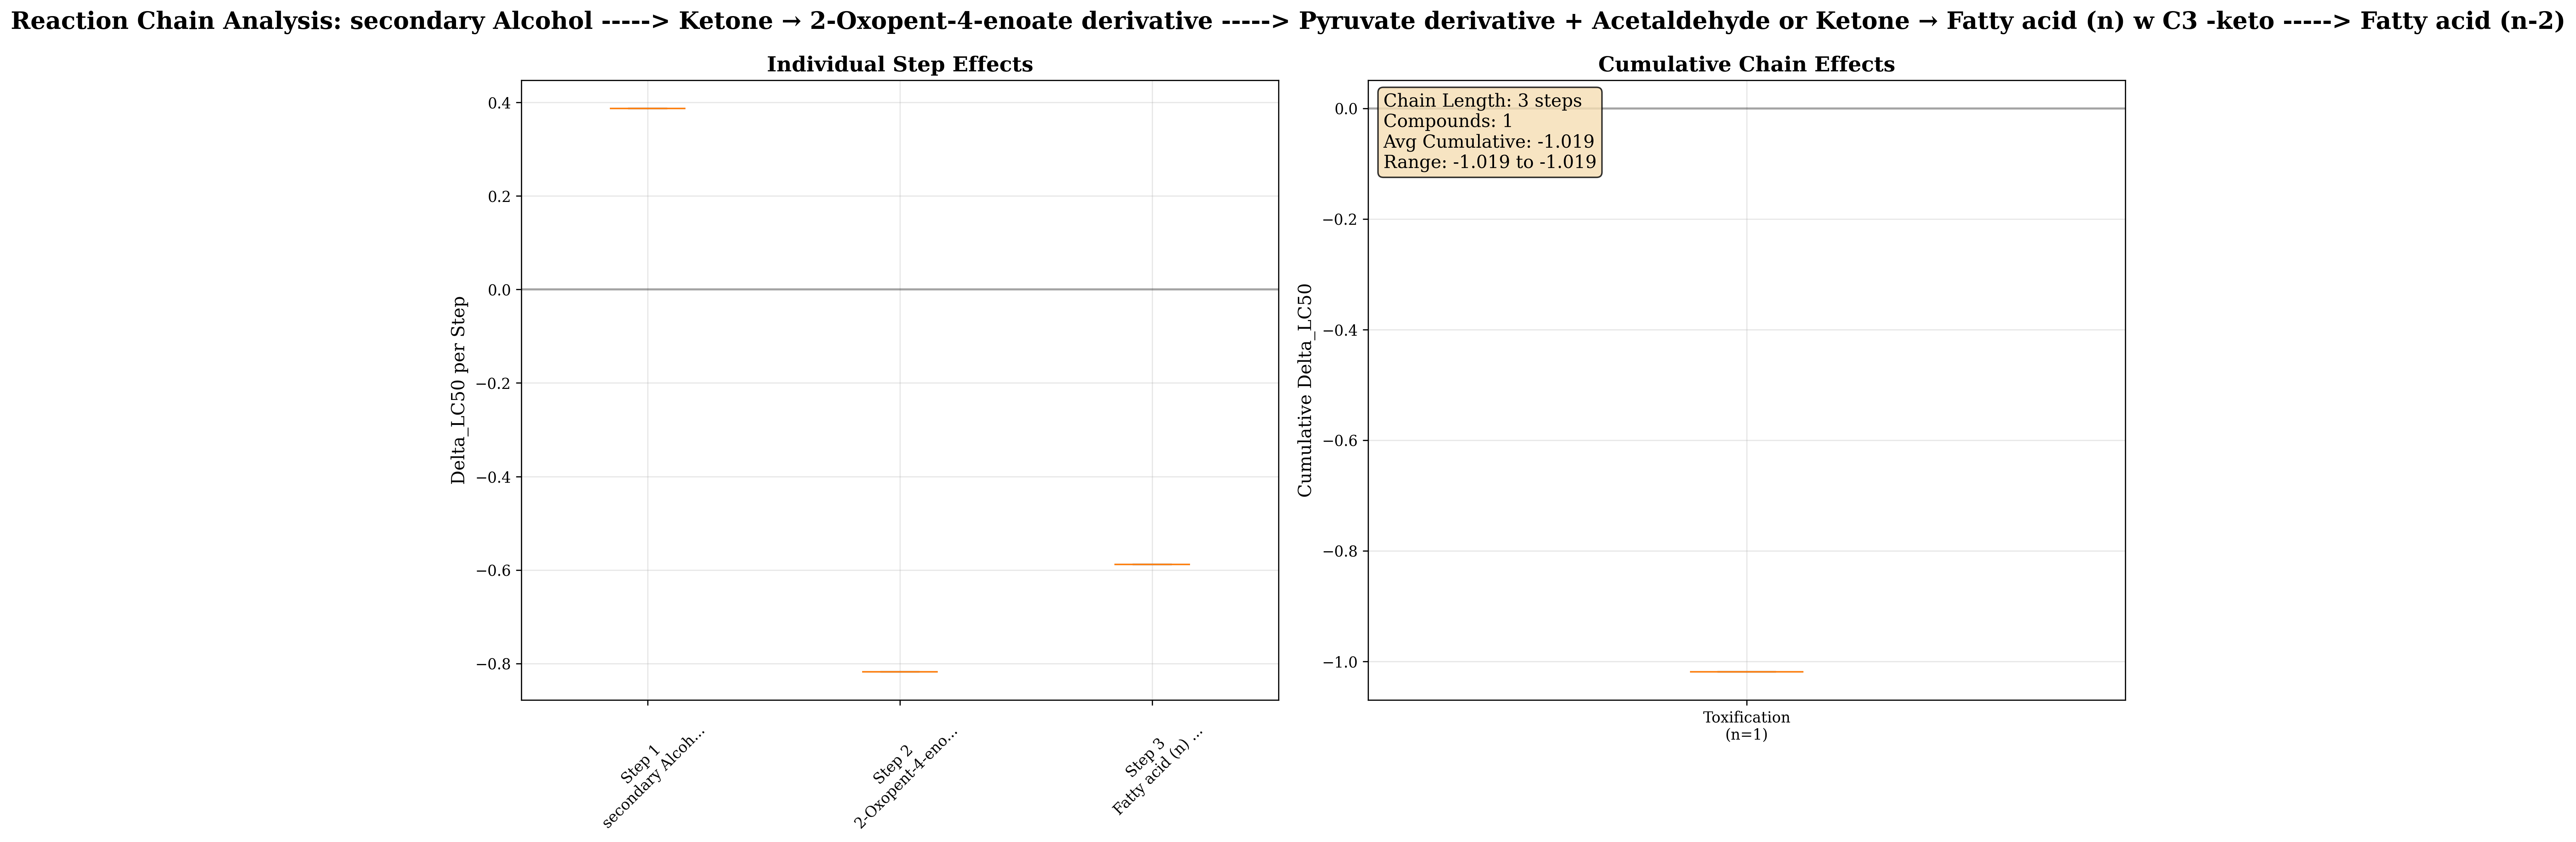 Reaction Chain Analysis: secondary Alcohol -----> Ketone → 2-Oxopent-4-enoate derivative -----> Pyruvate derivative + Acetaldehyde or Ketone → Fatty acid (n) w C3 -keto -----> Fatty acid (n-2)
Individual Step Effects
Delta_LC50 per Step
0.4
0.2
0.0
−0.2
−0.4
−0.6
−0.8
Step 1
secondary Alcoh...
Step 2
2-Oxopent-4-eno...
Step 3
Fatty acid (n) ...
Cumulative Chain Effects
Chain Length: 3 steps
Compounds: 1
Avg Cumulative: -1.019
Range: -1.019 to -1.019
Cumulative Delta_LC50
0.0
−0.2
−0.4
−0.6
−0.8
−1.0
Toxification
(n=1)